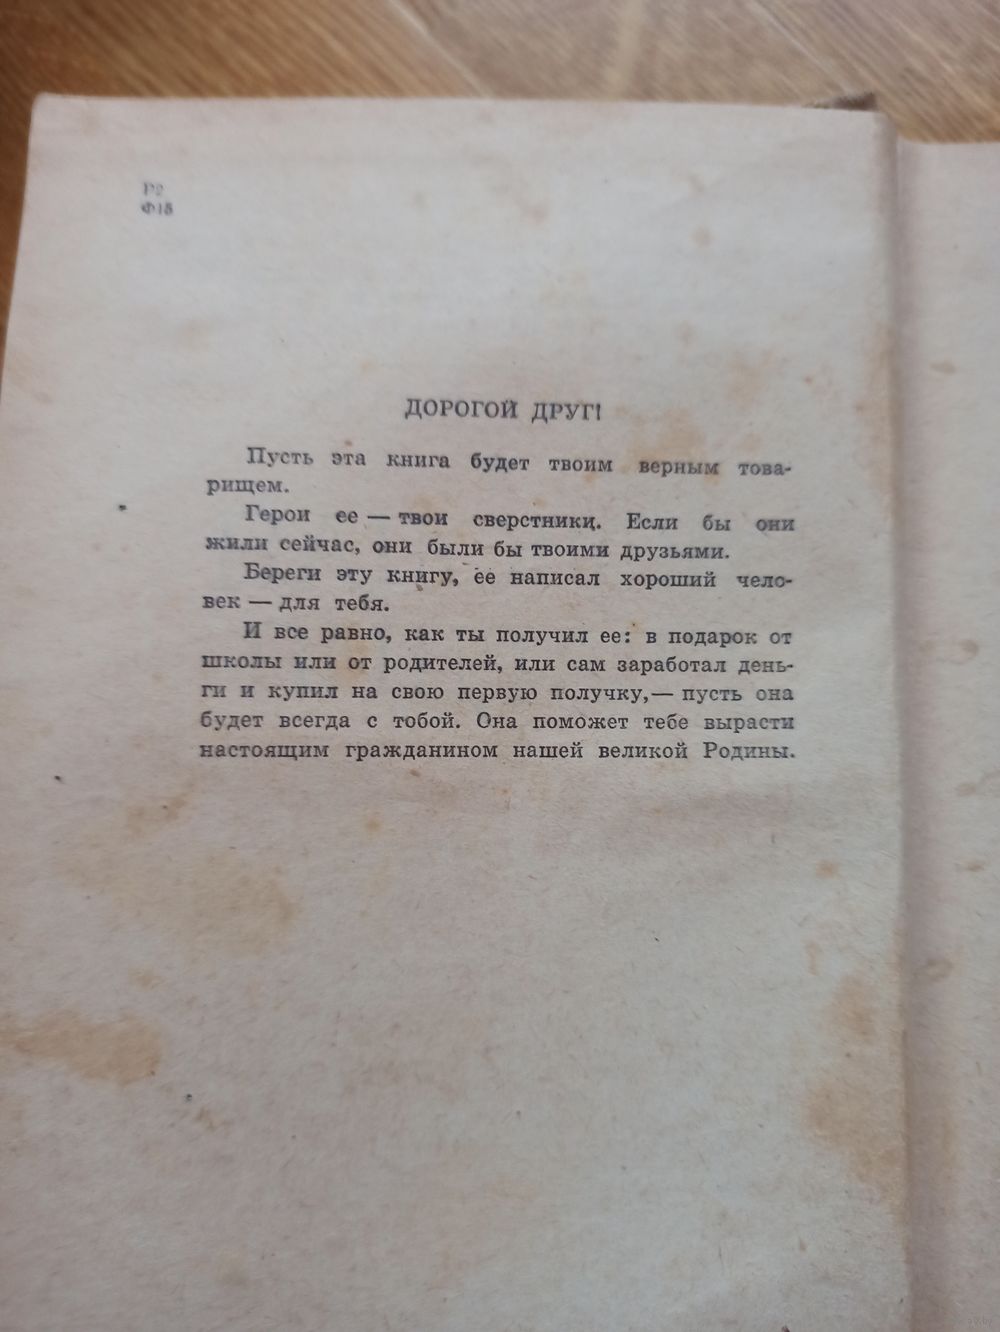 Р2
Ф15
ДОРОГОЙ ДРУГ!
Пусть эта книга будет твоим верным това-
рищем.
Герои ее — твои сверстники. Если бы они
жили сейчас, они были бы твоими друзьями.
Береги эту книгу, ее написал хороший чело-
век — для тебя.
И все равно, как ты получил ее: в подарок от
школы или от родителей, или сам заработал день-
ги и купил на свою первую получку,— пусть она
будет всегда с тобой. Она поможет тебе вырасти
настоящим гражданином нашей великой Родины.